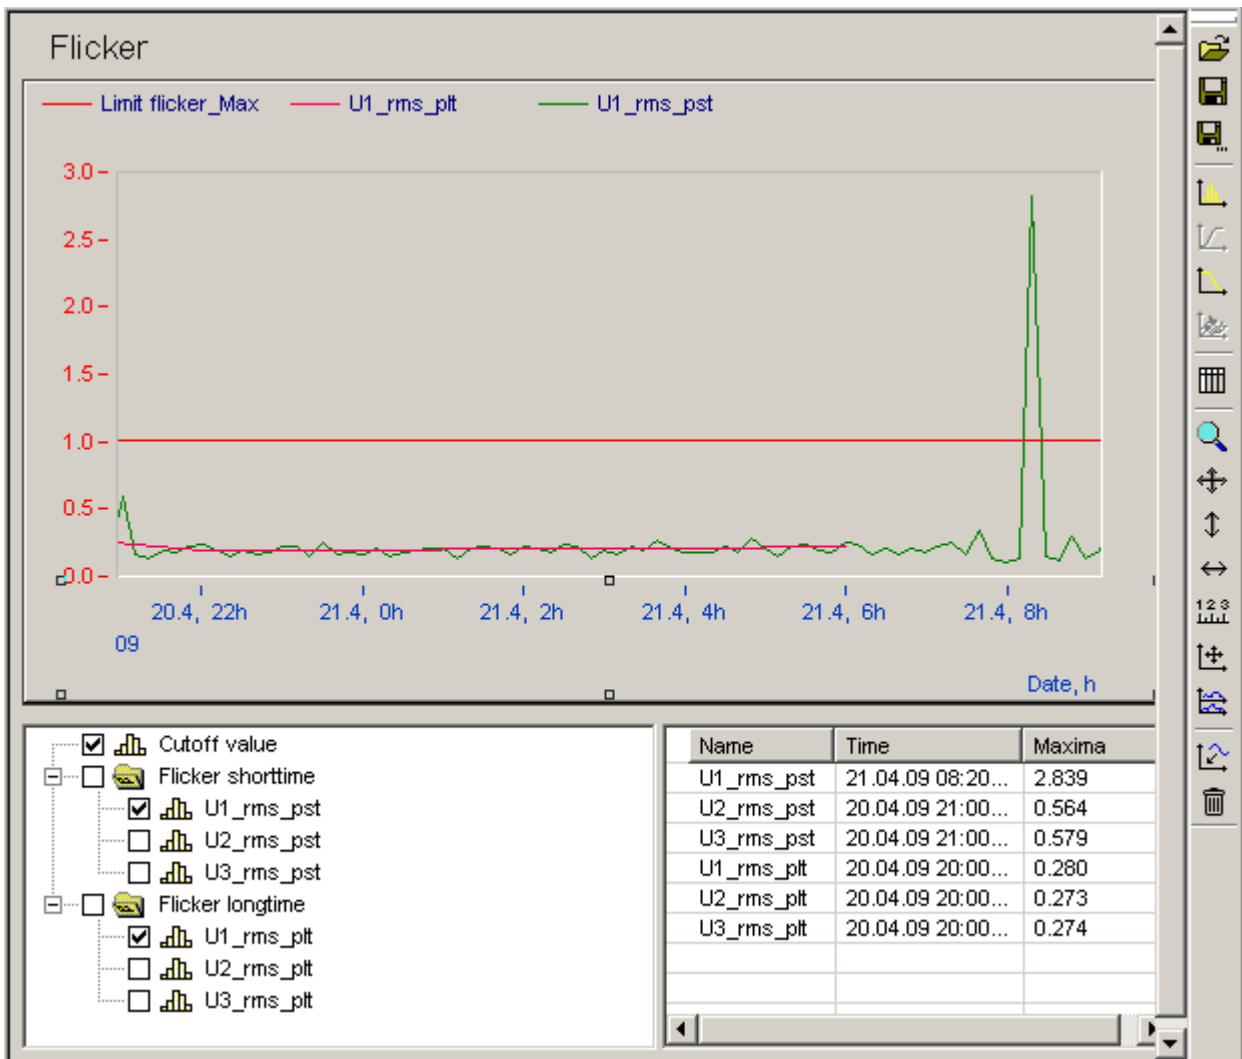 Flicker
Limit flicker_Max U1_rms_plt U1_rms_pst
3.0
2.5
2.0
1.5
1.0
0.5
0.0
20.4, 22h 21.4, 0h 21.4, 2h 21.4, 4h 21.4, 6h 21.4, 8h
09
Date, h
Cutoff value
Flicker shorttime
U1_rms_pst
U2_rms_pst
U3_rms_pst
Flicker longtime
U1_rms_plt
U2_rms_plt
U3_rms_plt
Name Time Maxima
U1_rms_pst 21.04.09 08:20... 2.839
U2_rms_pst 20.04.09 21:00... 0.564
U3_rms_pst 20.04.09 21:00... 0.579
U1_rms_plt 20.04.09 20:00... 0.280
U2_rms_plt 20.04.09 20:00... 0.273
U3_rms_plt 20.04.09 20:00... 0.274
1 2 3